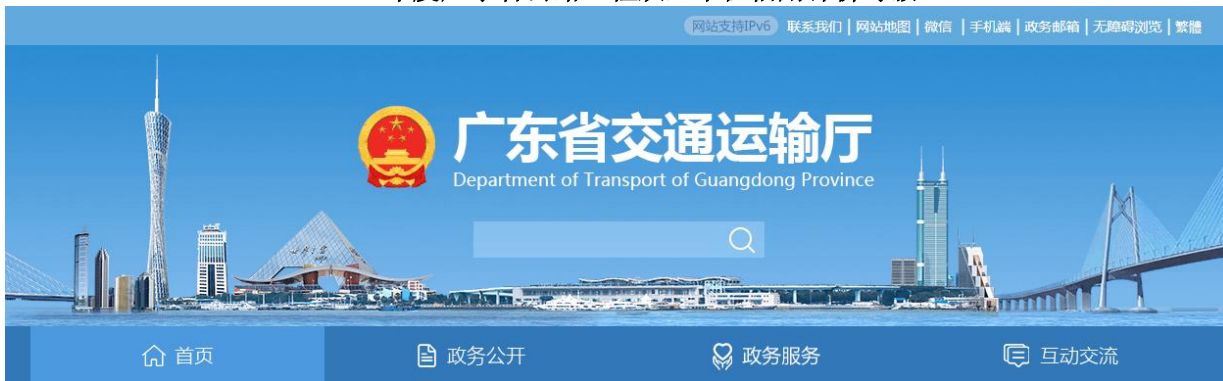 网站支持IPv6 联系我们 | 网站地图 | 微信 | 手机端 | 政务邮箱 | 无障碍浏览 | 繁體
广东省交通运输厅
Department of Transport of Guangdong Province
首页 政务公开 政务服务 互动交流